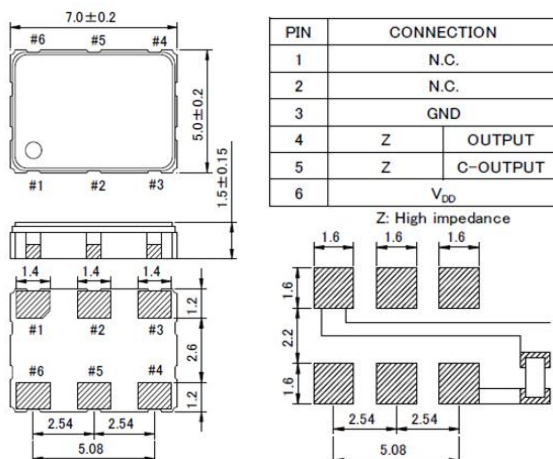 7.0±0.2
#6 #5 #4
5.0±0.2
#1 #2 #3
1.5±0.15
1.4 1.4 1.4
1.2
#1 #2 #3
2.6
#6 #5 #4
1.2
2.54 2.54
5.08
PIN CONNECTION
1 N.C.
2 N.C.
3 GND
4 Z OUTPUT
5 Z C-OUTPUT
6 VDD
Z: High impedance
1.6 1.6 1.6
1.6
2.2
1.6
2.54 2.54
5.08